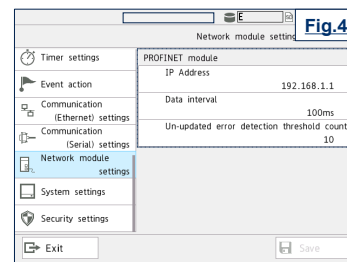 E
Fig.4
Network module setting
Timer settings
Event action
Communication
(Ethernet) settings
Communication
(Serial) settings
Network module
settings
System settings
Security settings
PROFINET module
IP Address
192.168.1.1
Data interval
100ms
Un-updated error detection threshold count
10
Exit
Save